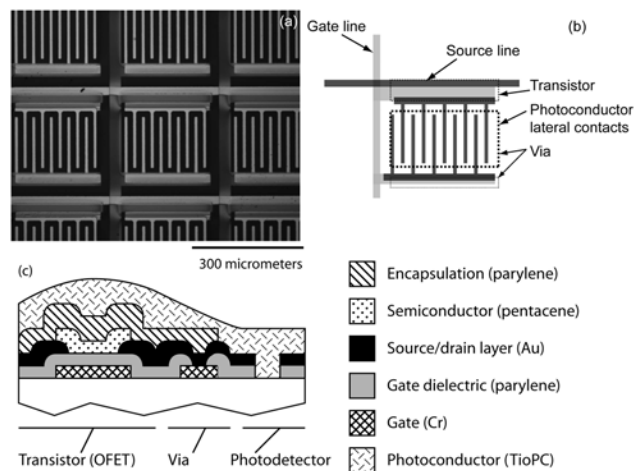 (a)
300 micrometers
Gate line
(b)
Source line
Transistor
Photoconductor
lateral contacts
Via
(c)
Encapsulation (parylene)
Semiconductor (pentacene)
Source/drain layer (Au)
Gate dielectric (parylene)
Gate (Cr)
Photoconductor (TioPC)
Transistor (OFET)
Via
Photodetector